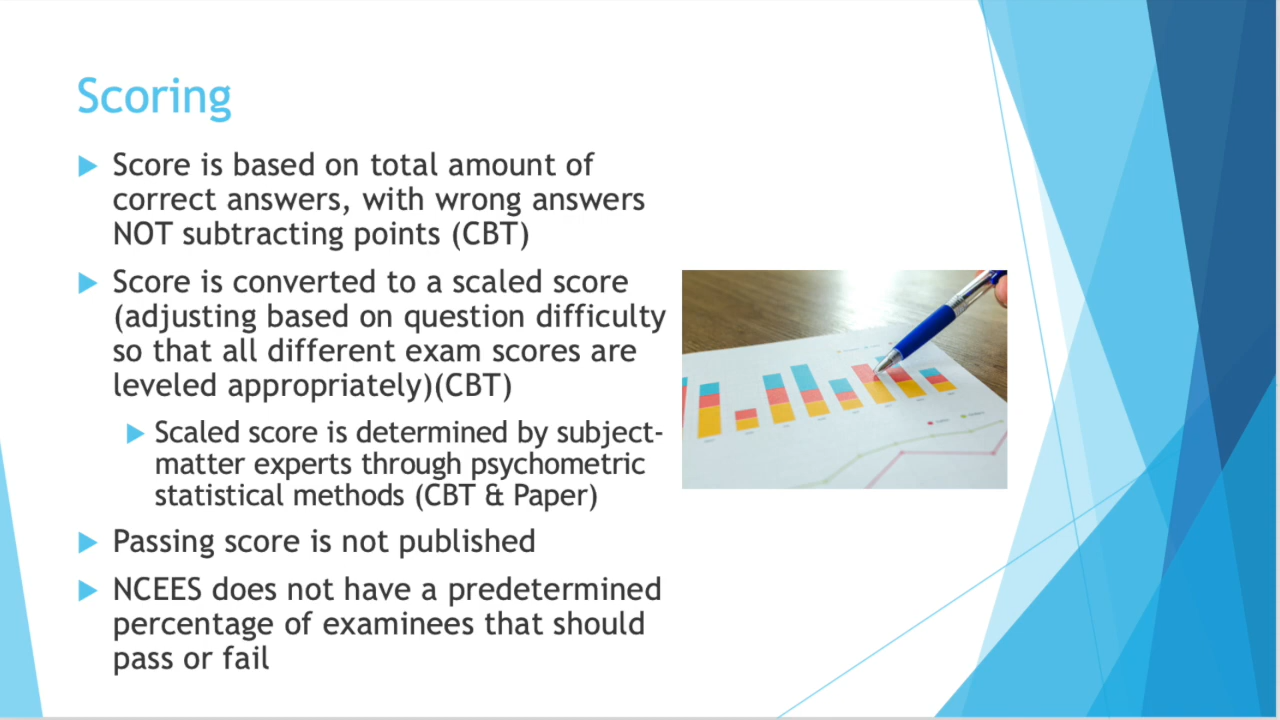 Scoring
Score is based on total amount of
correct answers, with wrong answers
NOT subtracting points (CBT)
Score is converted to a scaled score
(adjusting based on question difficulty
so that all different exam scores are
leveled appropriately)(CBT)
Scaled score is determined by subject-
matter experts through psychometric
statistical methods (CBT & Paper)
Passing score is not published
NCEES does not have a predetermined
percentage of examinees that should
pass or fail